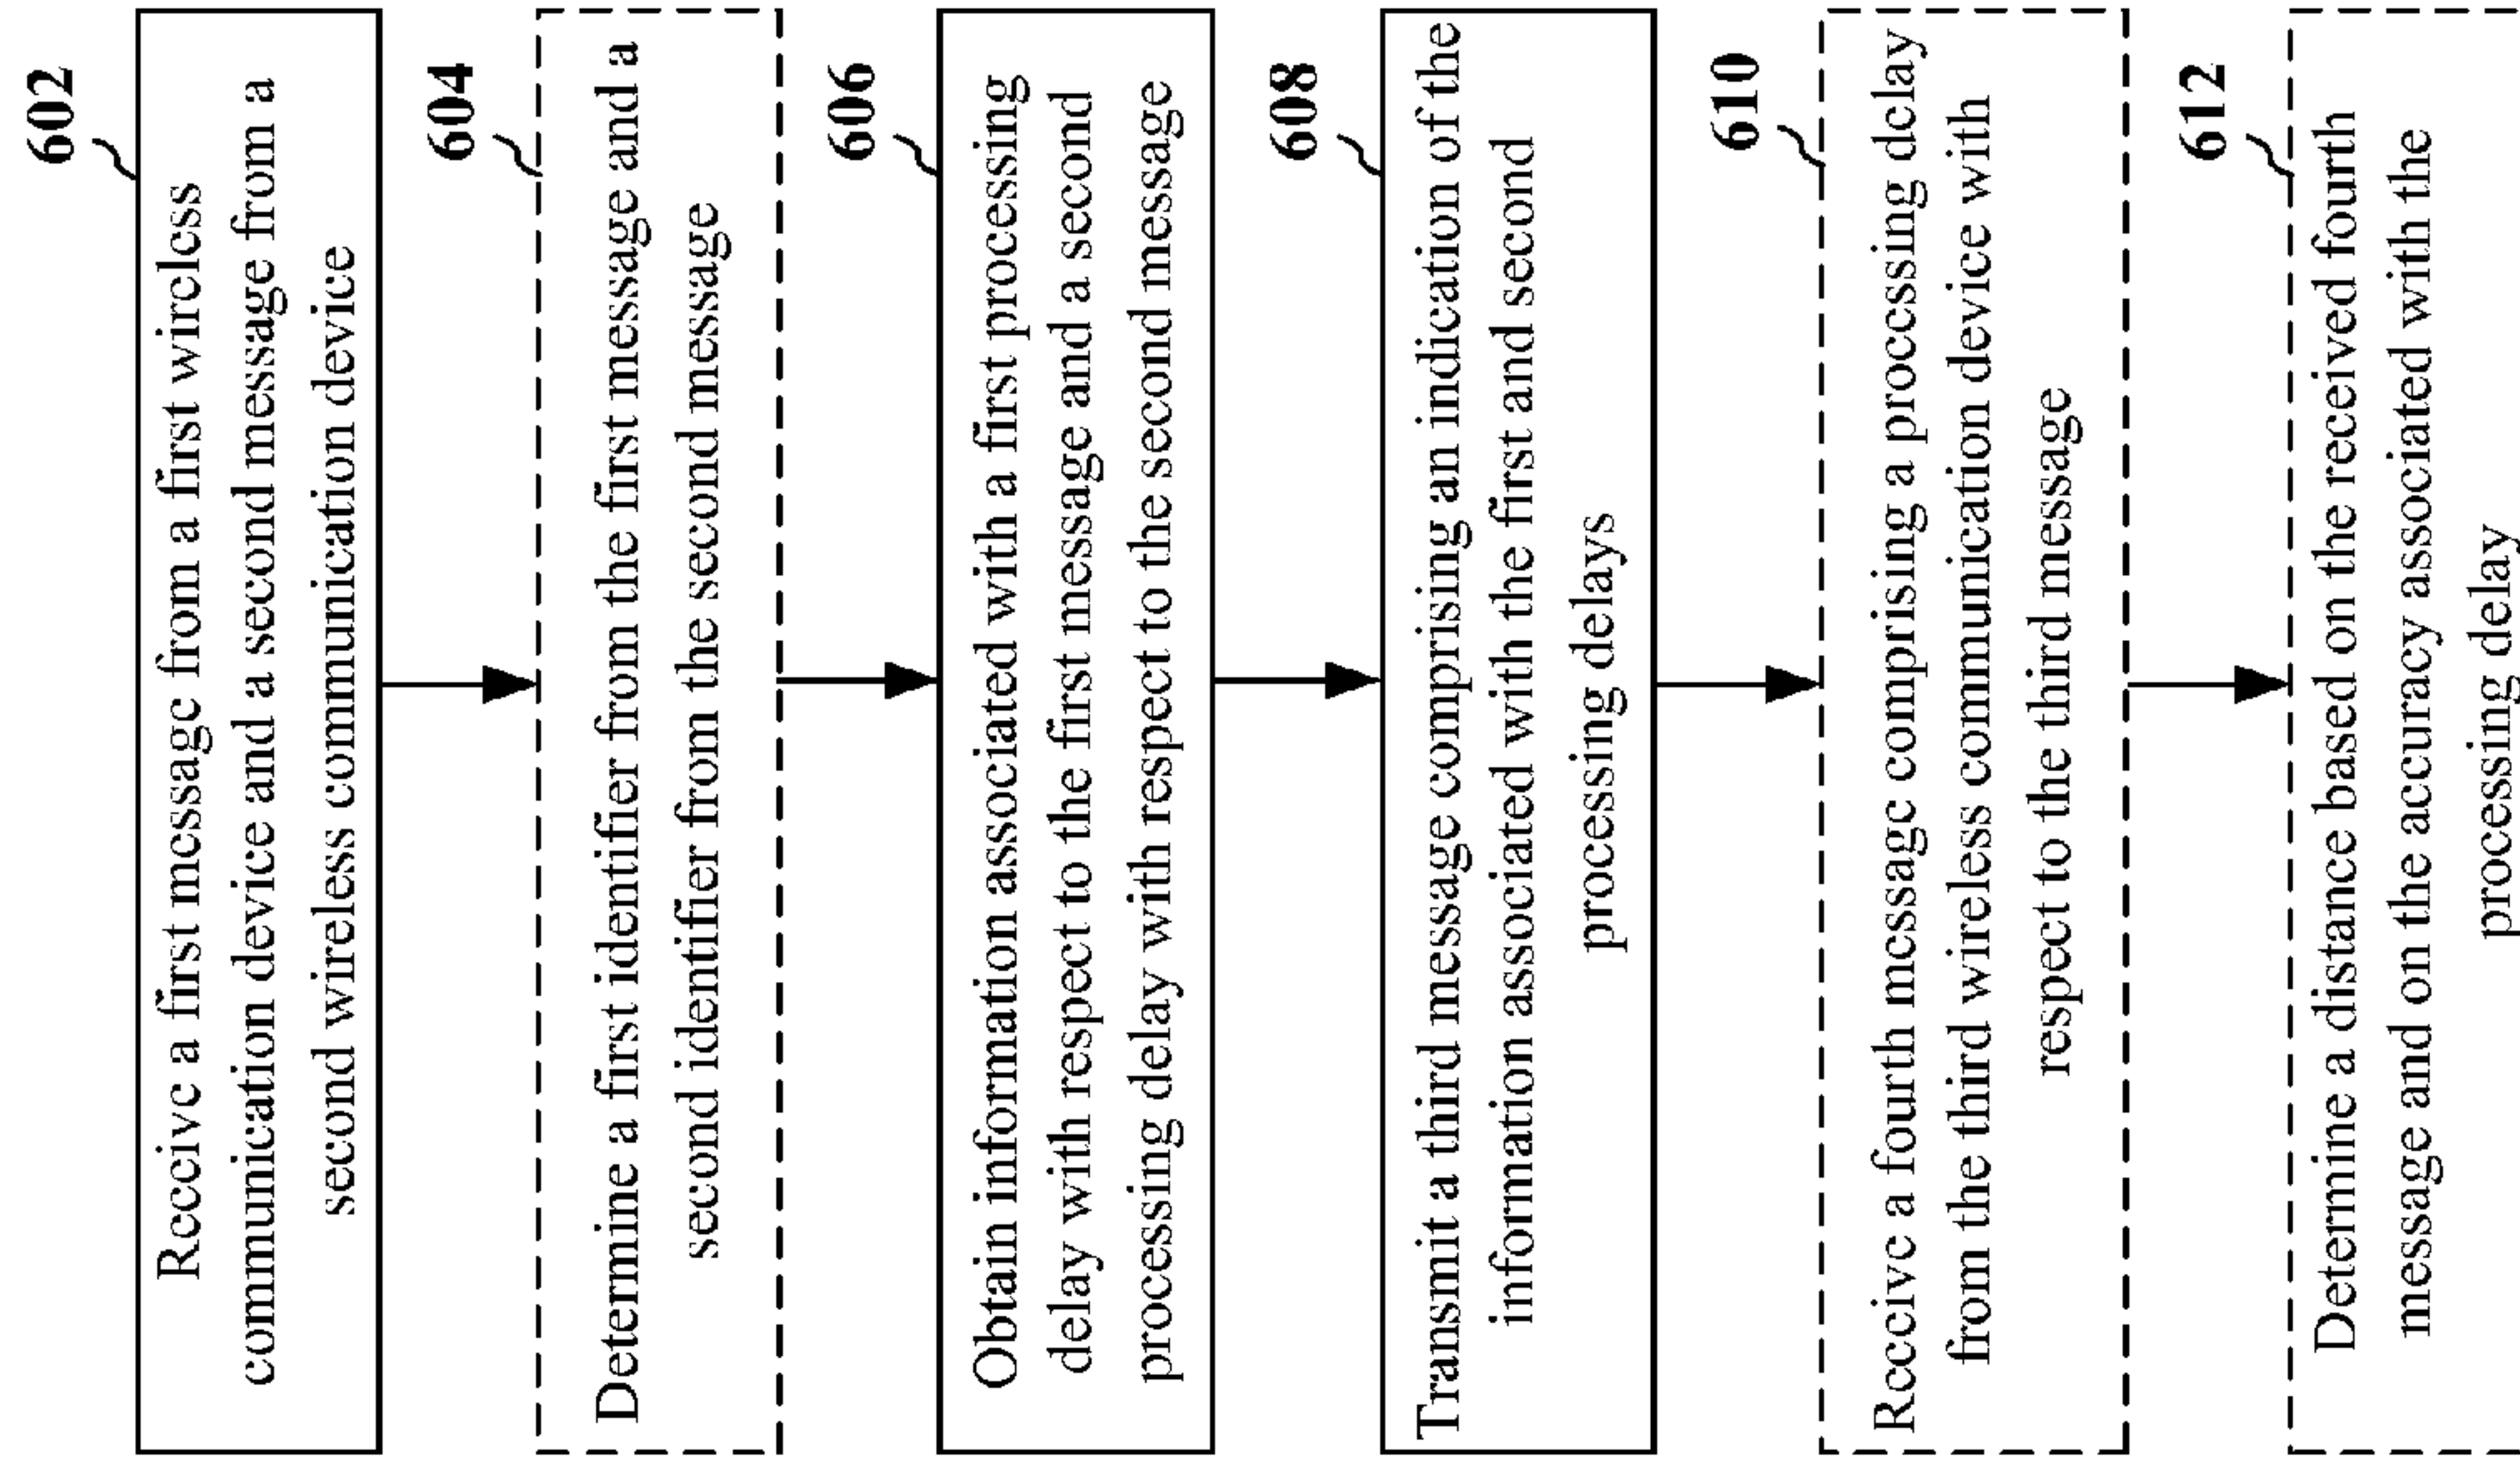 602
Receive a first message from a first wireless
communication device and a second message from a
second wireless communication device
604
Determine a first identifier from the first message and a
second identifier from the second message
606
Obtain information associated with a first processing
delay with respect to the first message and a second
processing delay with respect to the second message
608
Transmit a third message comprising an indication of the
information associated with the first and second
processing delays
610
Receive a fourth message comprising a processing delay
from the third wireless communication device with
respect to the third message
612
Determine a distance based on the received fourth
message and on the accuracy associated with the
processing delay